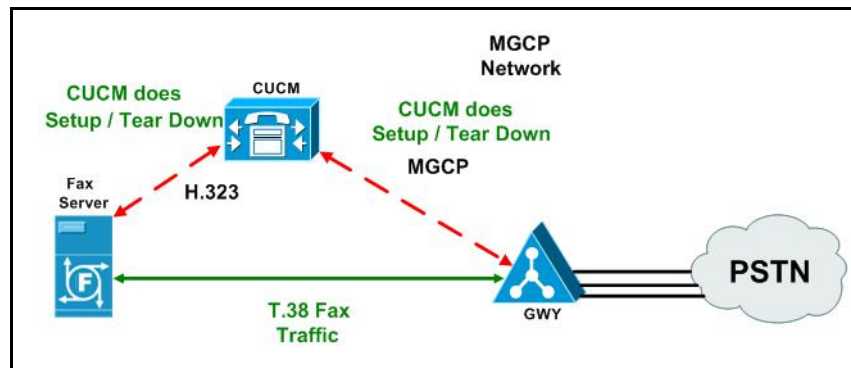 MGCP
Network
CUCM does
Setup / Tear Down
CUCM
CUCM does
Setup / Tear Down
MGCP
H.323
Fax
Server
F
T.38 Fax
Traffic
GWY
PSTN